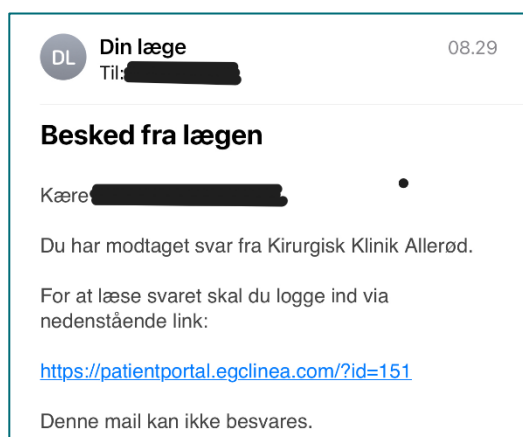 DL
Din læge
08.29
Til:
Besked fra lægen
Kære
Du har modtaget svar fra Kirurgisk Klinik Allerød.
For at læse svaret skal du logge ind via
nedenstående link:
https://patientportal.egclinea.com/?id=151
Denne mail kan ikke besvares.